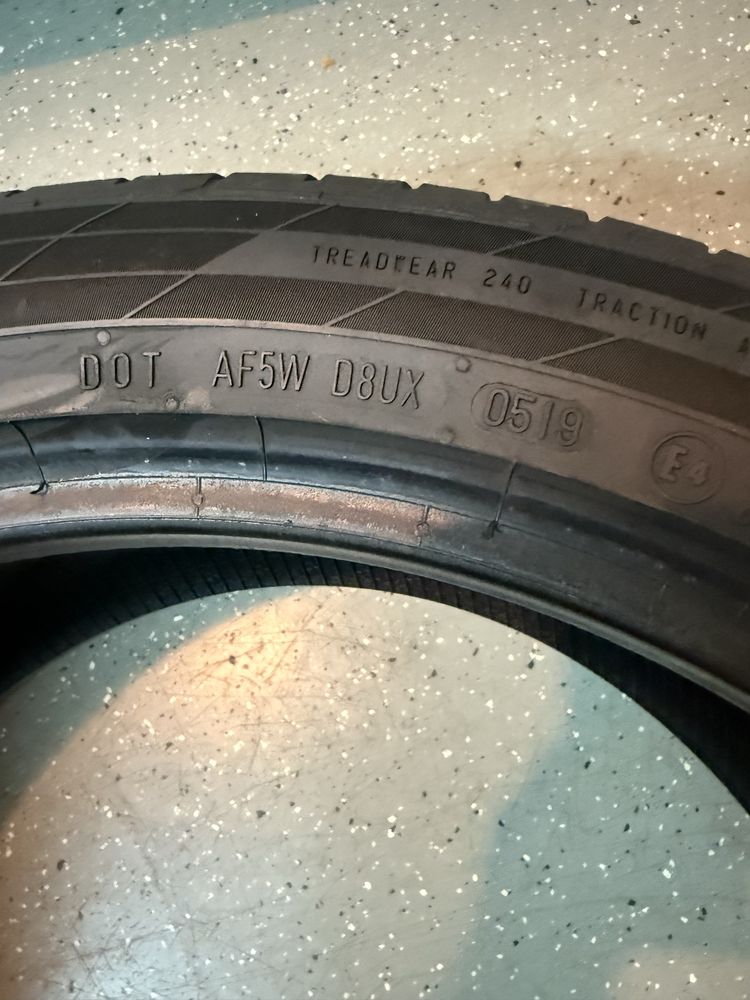 TREADWEAR 240 TRACTION A
DOT AF5W D8UX 0519
E4